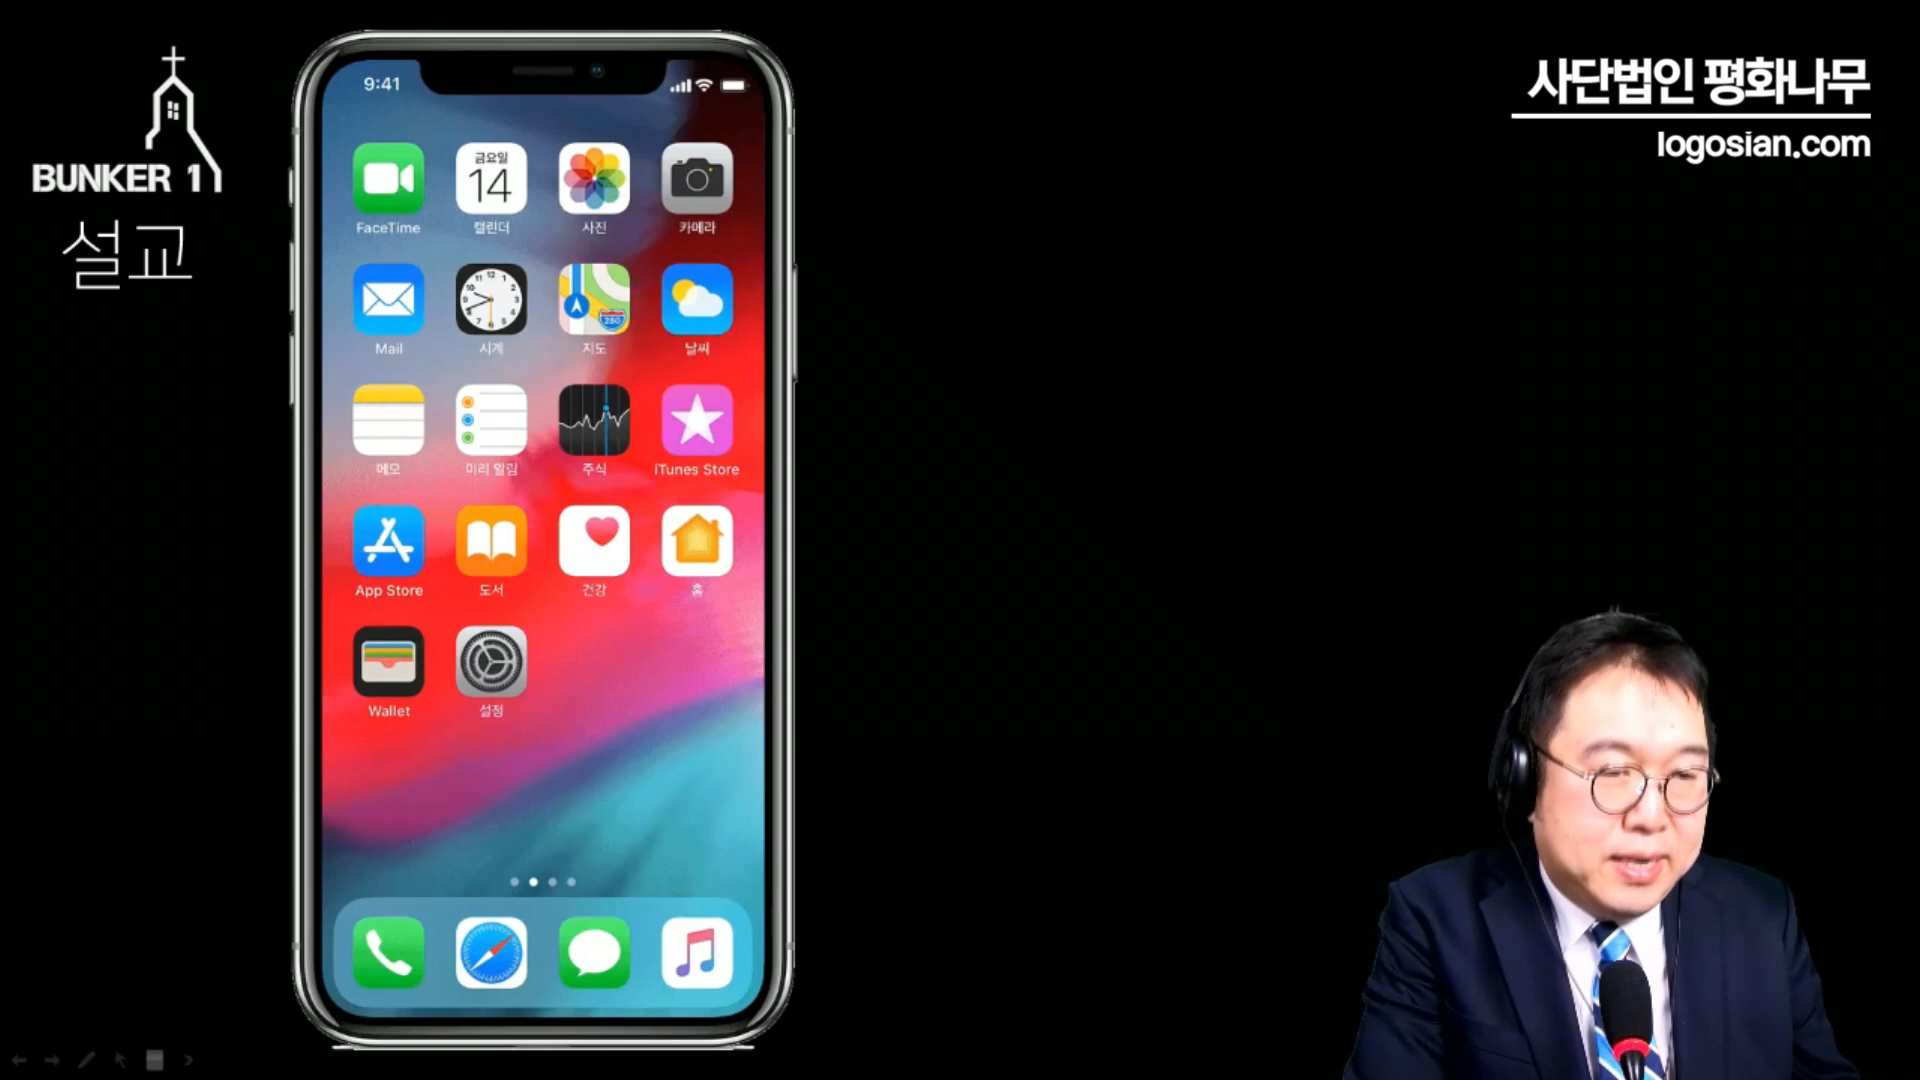 BUNKER 1
설교
사단법인 평화나무
logosian.com
9:41
FaceTime
금요일
14
캘린더
사진
카메라
Mail
시계
지도
280
날씨
메모
미리 알림
주식
iTunes Store
App Store
도서
건강
홈
Wallet
설정